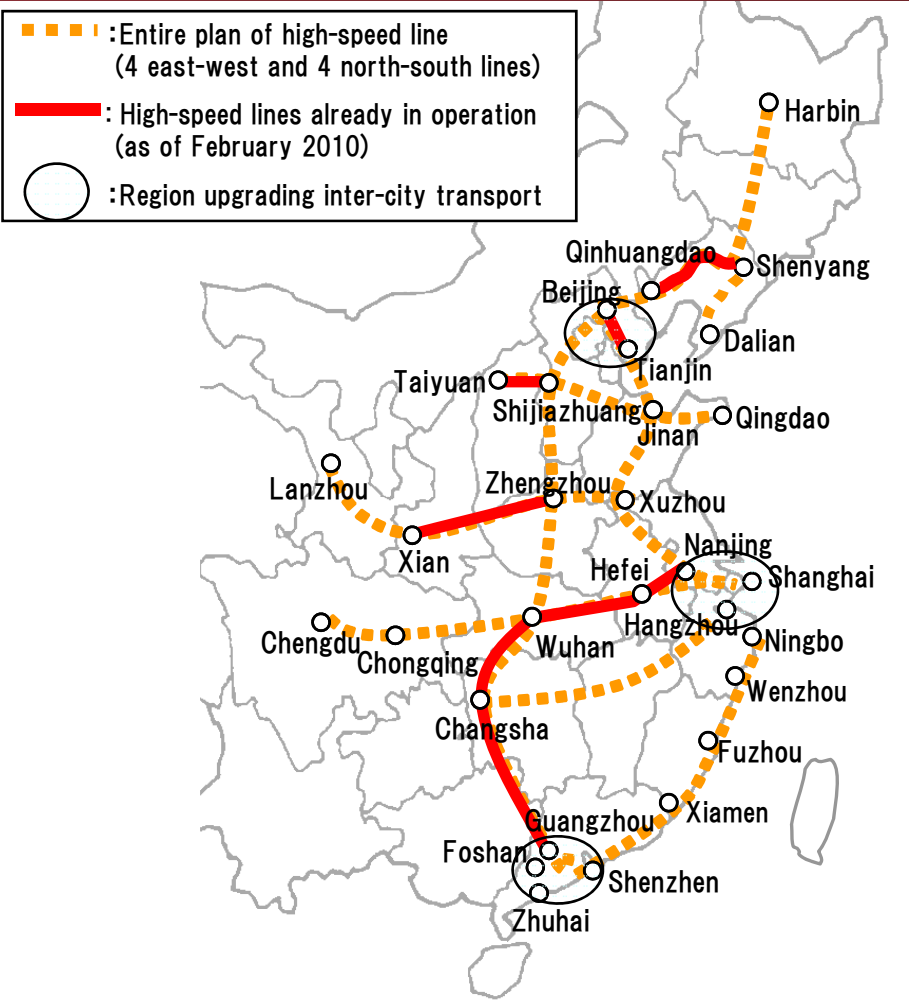 :Entire plan of high-speed line
(4 east-west and 4 north-south lines)
: High-speed lines already in operation
(as of February 2010)
:Region upgrading inter-city transport
Harbin
Qinhuangdao
Shenyang
Beijing
Dalian
Tianjin
Taiyuan
Shijiazhuang
Qingdao
Jinan
Lanzhou
Zhengzhou
Xuzhou
Xian
Nanjing
Hefei
Shanghai
Hangzhou
Chengdu
Chongqing
Wuhan
Ningbo
Wenzhou
Changsha
Fuzhou
Guangzhou
Xiamen
Foshan
Shenzhen
Zhuhai